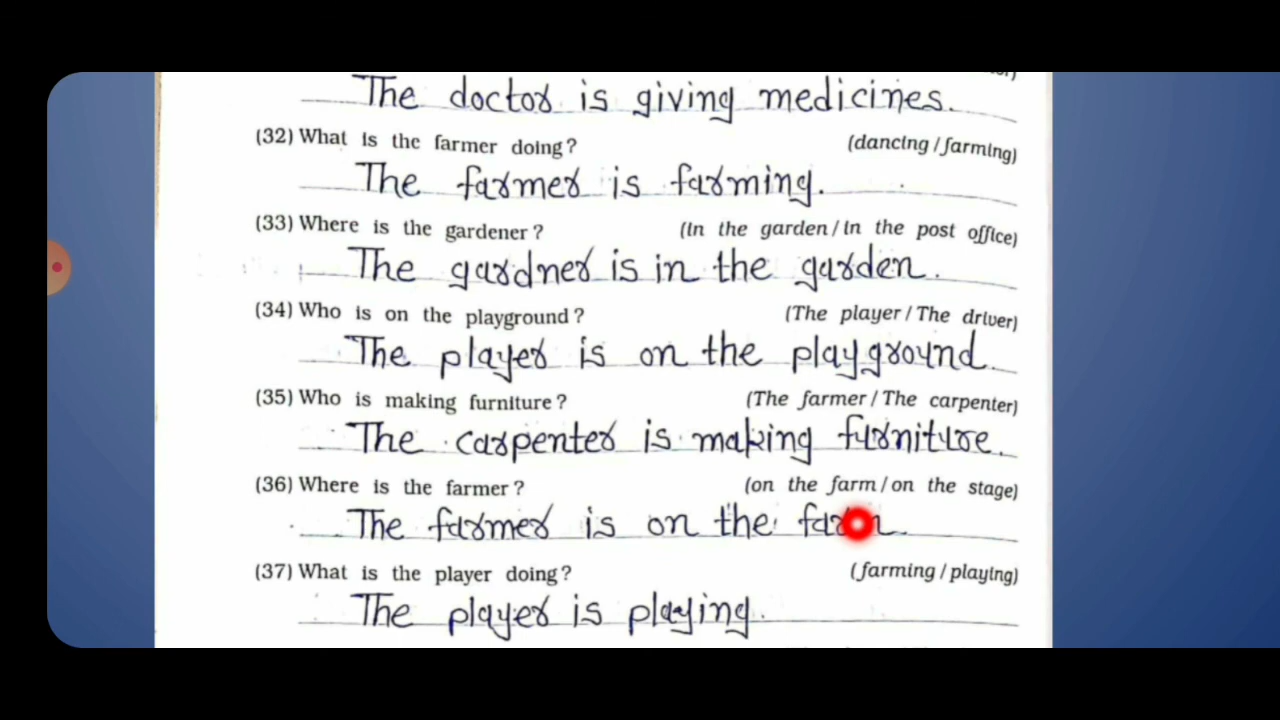 The doctor is giving medicines.
(32) What is the farmer doing? (dancing / farming)
The farmer is farming.
(33) Where is the gardener? (In the garden / In the post office)
The gardner is in the garden.
(34) Who is on the playground? (The player / The driver)
The player is on the playground.
(35) Who is making furniture? (The farmer / The carpenter)
The carpenter is making furniture.
(36) Where is the farmer? (on the farm / on the stage)
The farmer is on the farm.
(37) What is the player doing? (farming / playing)
The player is playing.